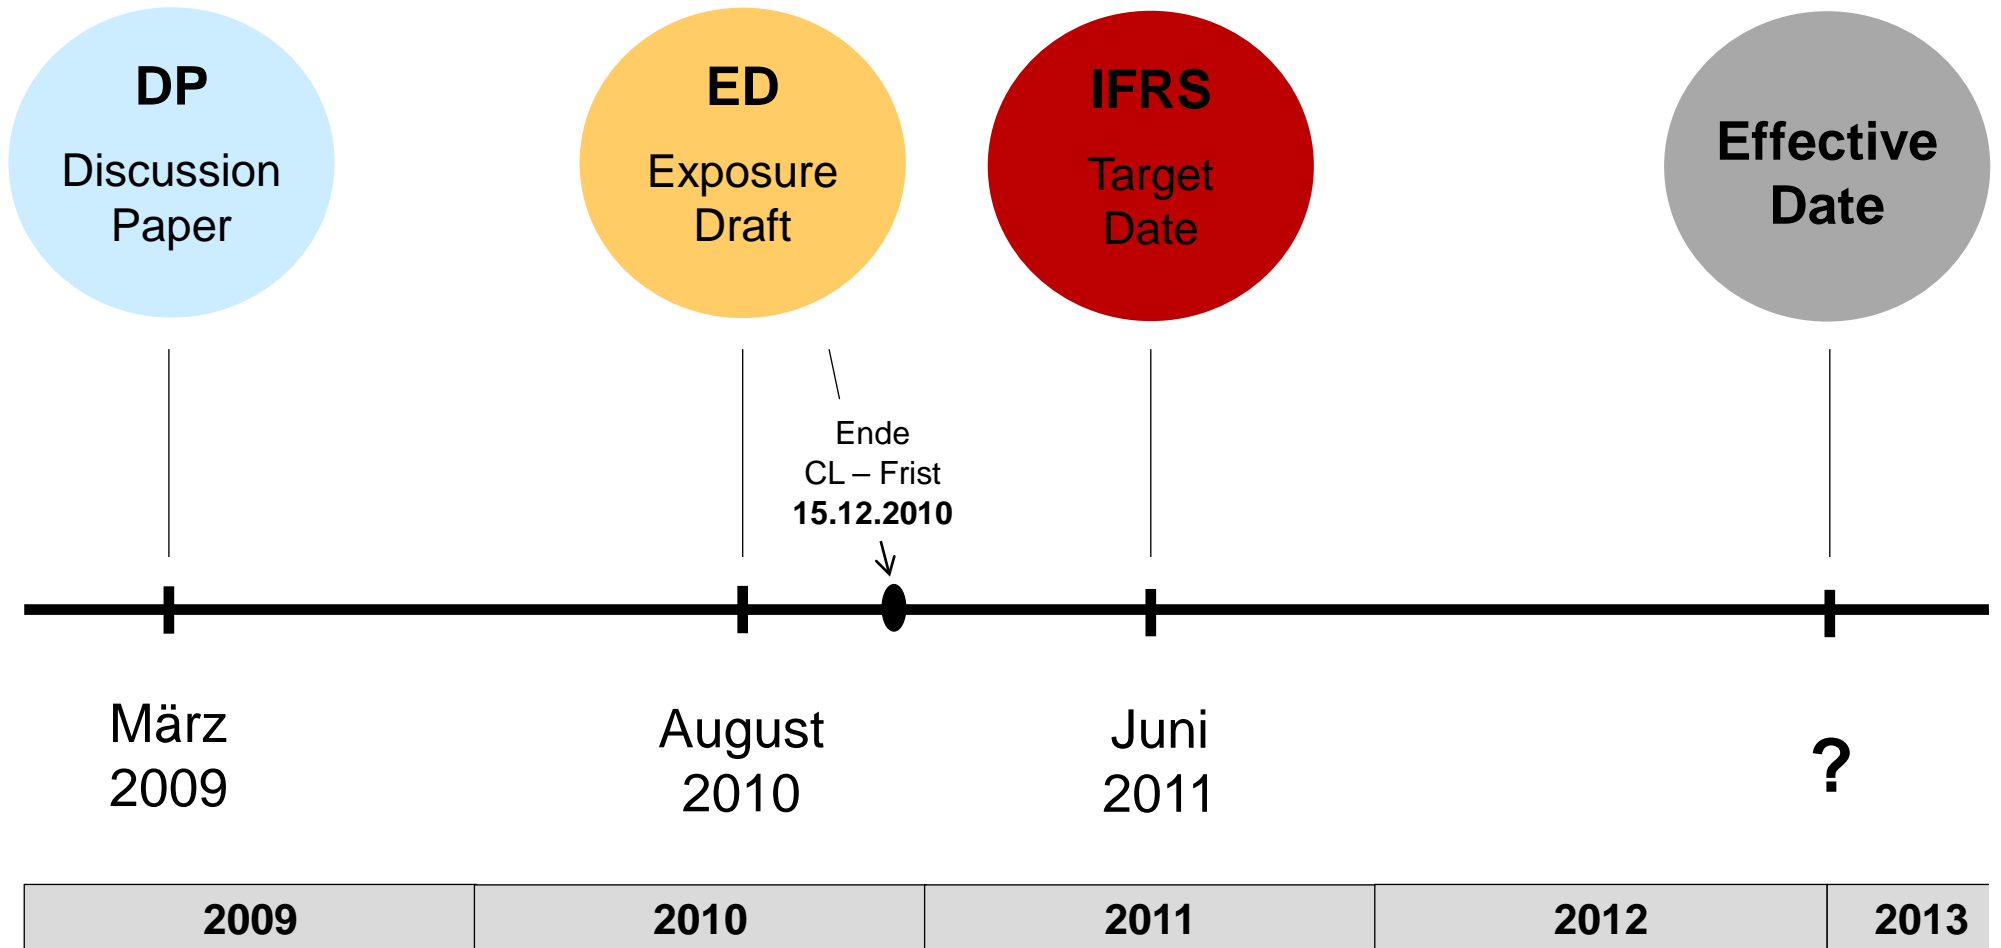 DP
Discussion
Paper
ED
Exposure
Draft
IFRS
Target
Date
Effective
Date
Ende
CL – Frist
15.12.2010
März
2009
August
2010
Juni
2011
?
2009
2010
2011
2012
2013